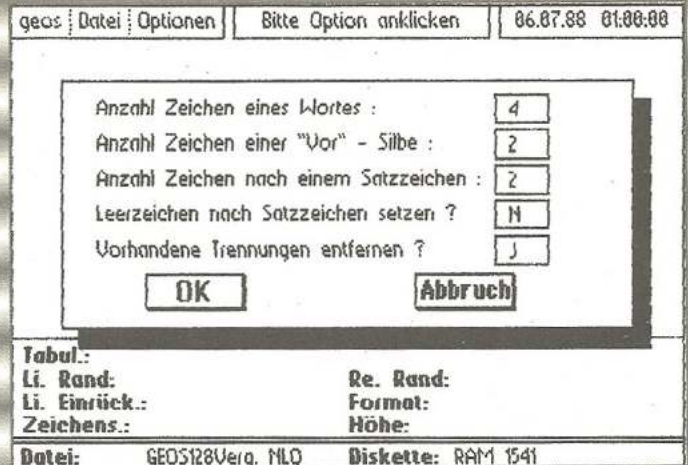 geos Datei Optionen Bitte Option anklicken 06.07.88 01:00:00
Anzahl Zeichen eines Wortes : 4
Anzahl Zeichen einer "Vor" - Silbe : 2
Anzahl Zeichen nach einem Satzzeichen : 2
Leerzeichen nach Satzzeichen setzen ? N
Vorhandene Trennungen entfernen ? J
OK Abbruch
Tabul.:
Li. Rand: Re. Rand:
Li. Einrück.: Format:
Zeichens.: Höhe:
Datei: GEOS128Verg. NLQ Diskette: RAM 1541